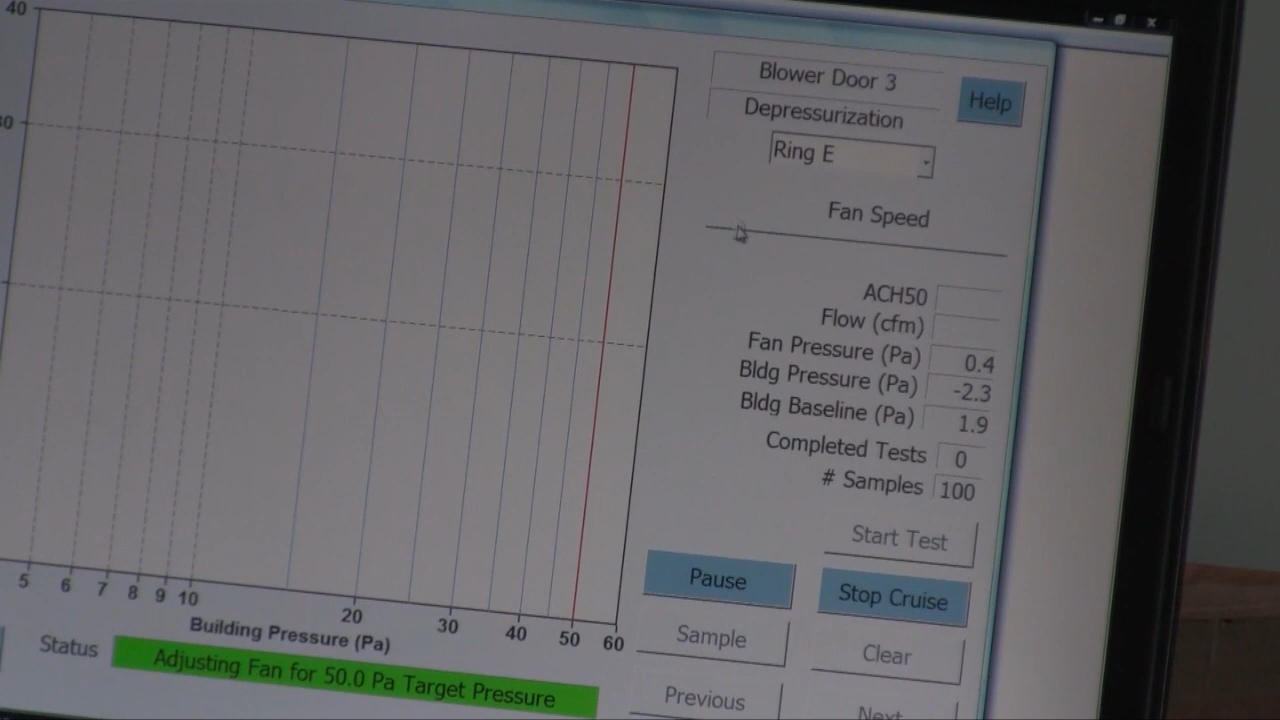 40
Blower Door 3
Help
Depressurization
Ring E
Fan Speed
ACH50
Flow (cfm)
Fan Pressure (Pa) 0.4
Bldg Pressure (Pa) -2.3
Bldg Baseline (Pa) 1.9
Completed Tests 0
# Samples 100
Start Test
Pause
Stop Cruise
Sample
Clear
Previous
Next
5 6 7 8 9 10 20 30 40 50 60
Building Pressure (Pa)
Status
Adjusting Fan for 50.0 Pa Target Pressure